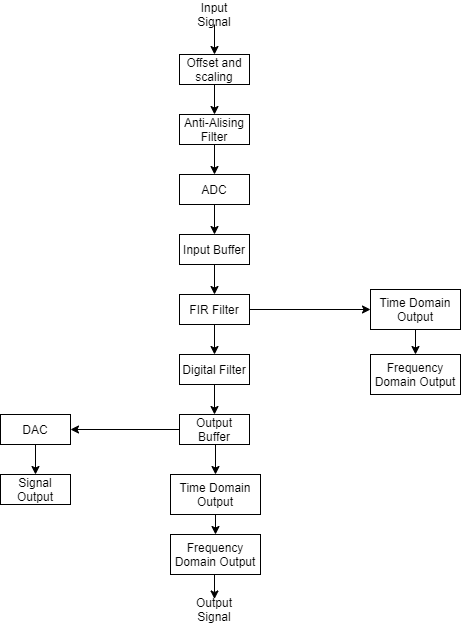 Input
Signal
Offset and
scaling
Anti-Alising
Filter
ADC
Input Buffer
FIR Filter
Time Domain
Output
Frequency
Domain Output
Digital Filter
Output
Buffer
DAC
Signal
Output
Time Domain
Output
Frequency
Domain Output
Output
Signal